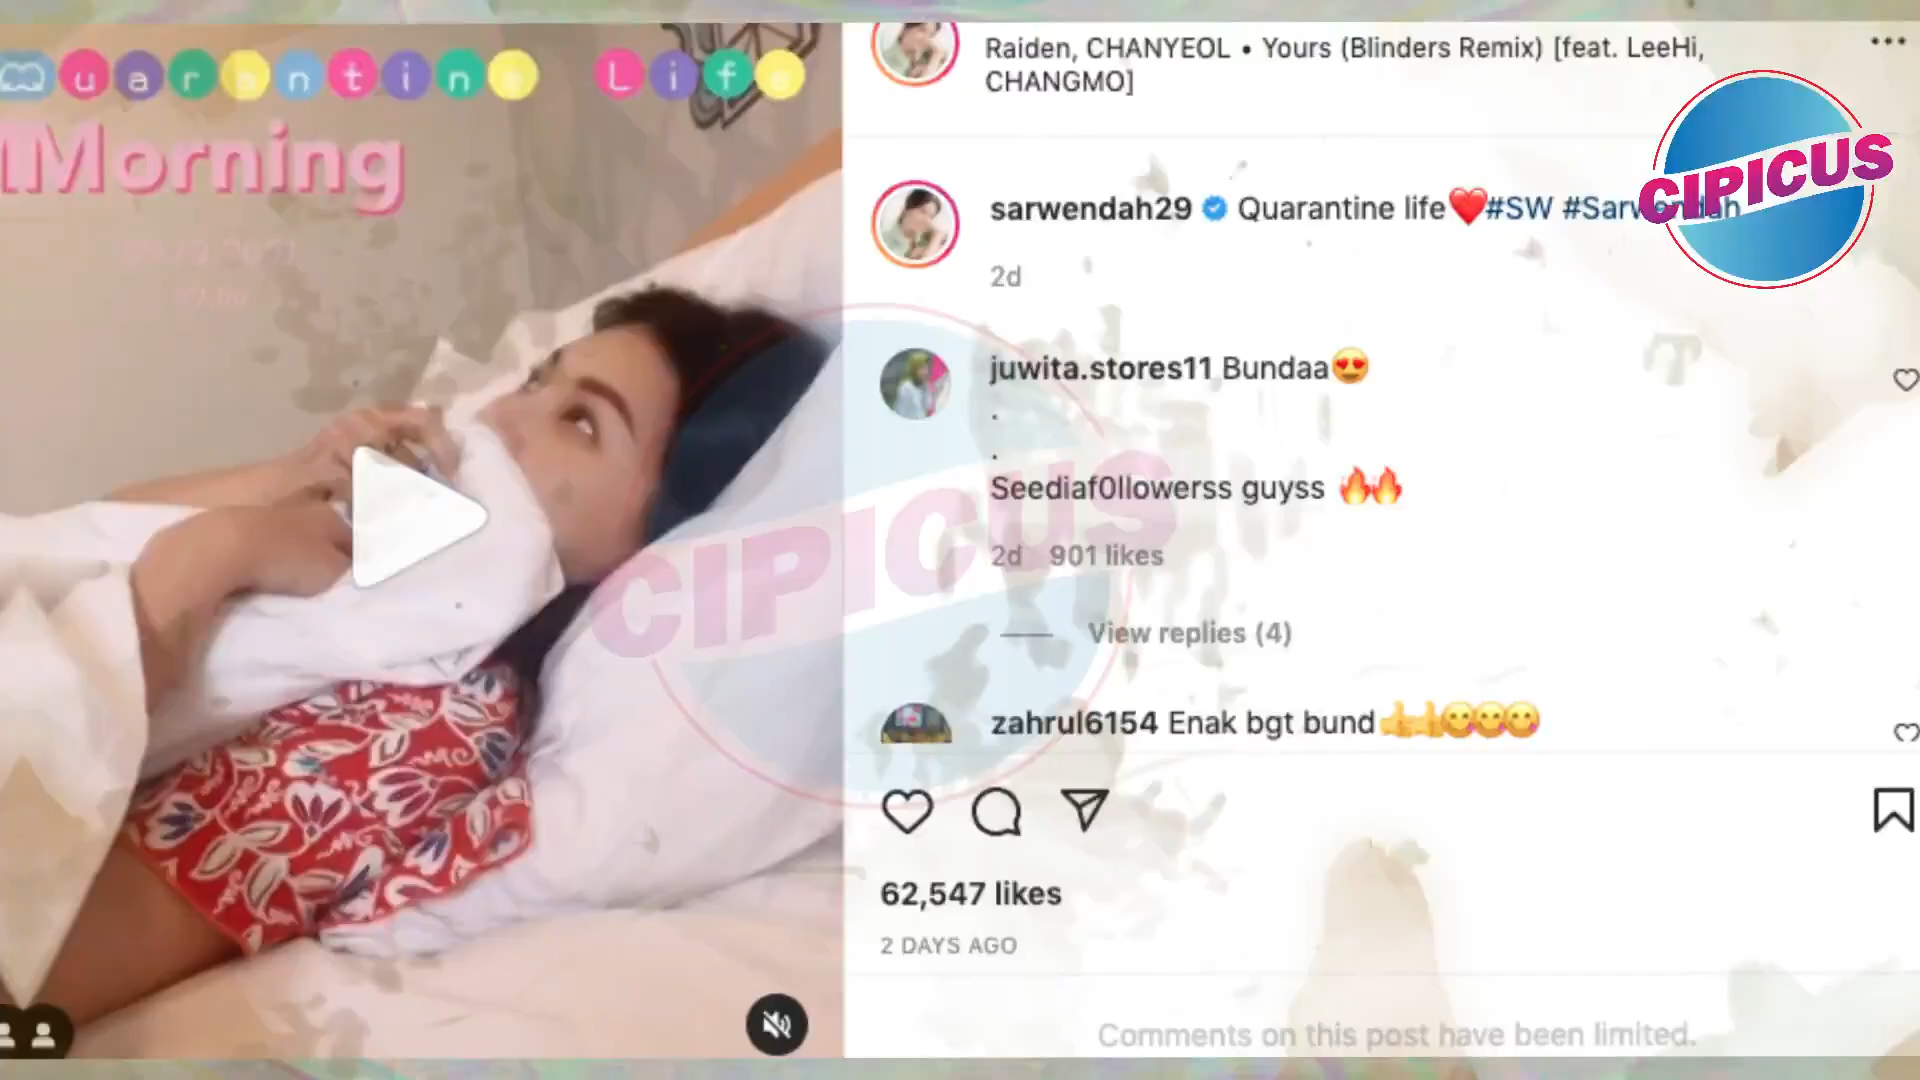 Quarantine Life
Morning
Raiden, CHANYEOL • Yours (Blinders Remix) [feat. LeeHi,
CHANGMO]
CIPICUS
sarwendah29 Quarantine life❤️#SW #Sarwendah
2d
juwita.stores11 Bundaa😍
.
.
Seediaf0llowerss guyss 🔥🔥
2d 901 likes
View replies (4)
CIPICUS
zahrul6154 Enak bgt bund👍👍😋😋😋
62,547 likes
2 DAYS AGO
Comments on this post have been limited.